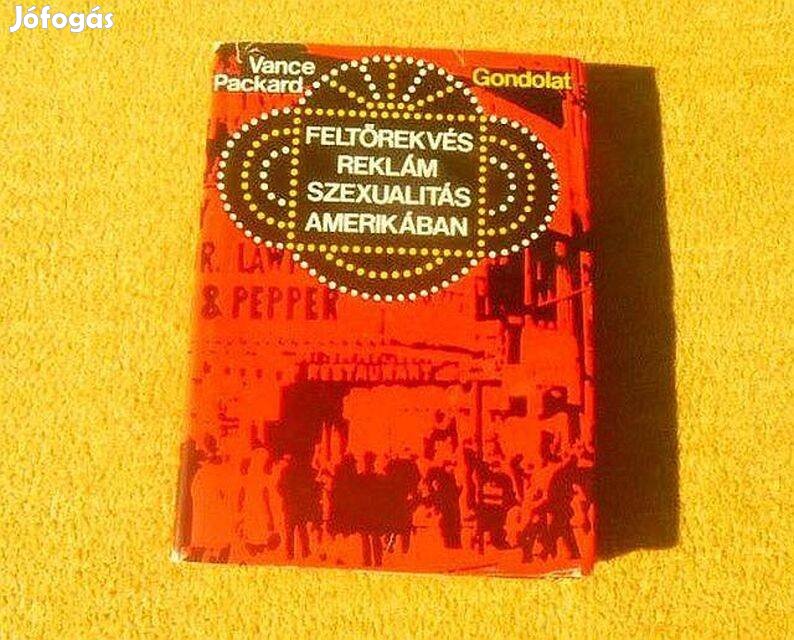 Jófogás
Vance
Packard
Gondolat
FELTŐREKVÉS
REKLÁM
SZEXUALITÁS
AMERIKÁBAN
R. LAW
& PEPPER
RESTAURANT